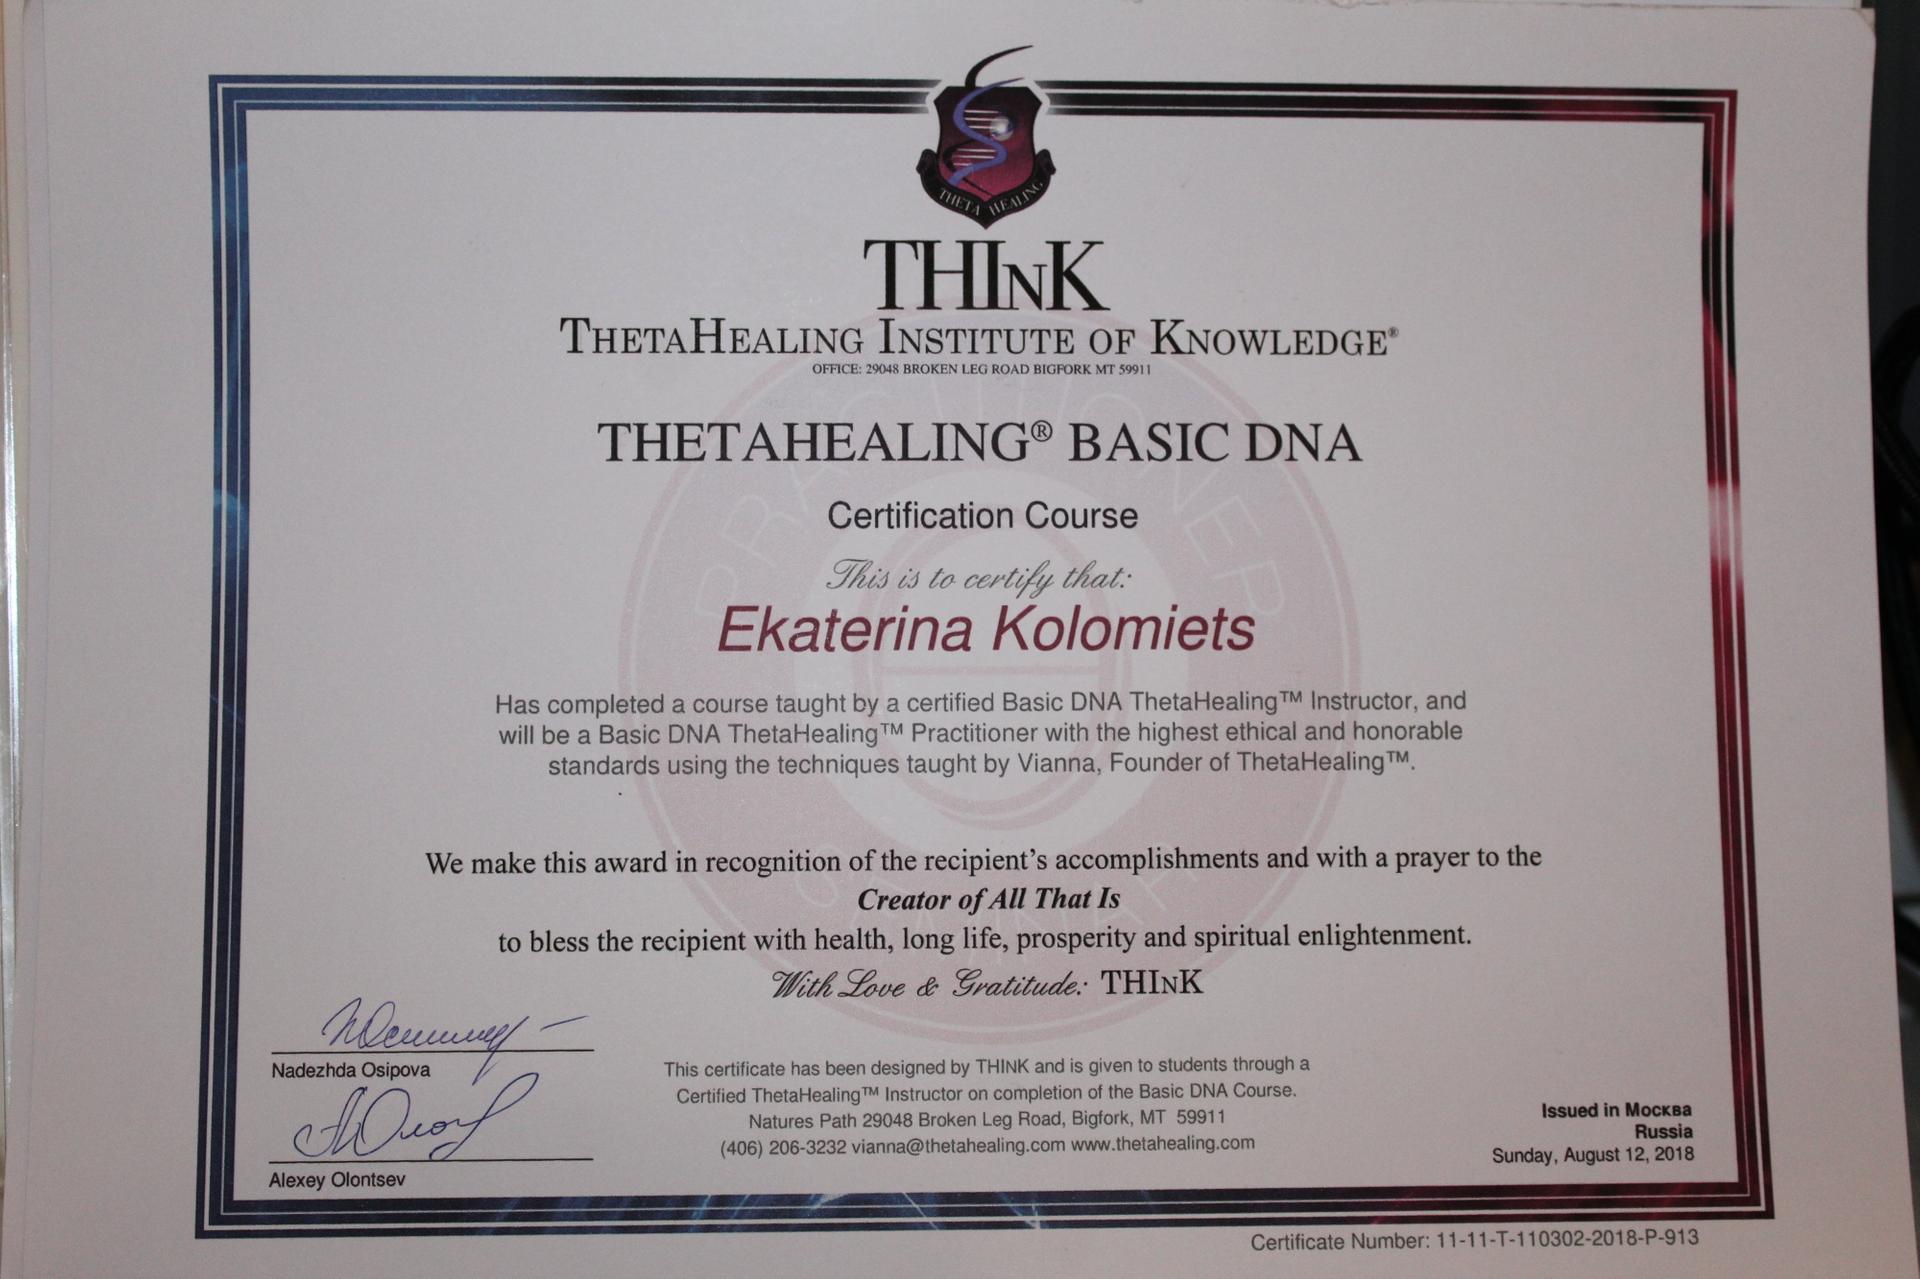 THETA HEALING
THInK
THETAHEALING INSTITUTE OF KNOWLEDGE®
OFFICE: 29048 BROKEN LEG ROAD BIGFORK MT 59911
THETAHEALING® BASIC DNA
Certification Course
This is to certify that:
Ekaterina Kolomiets
Has completed a course taught by a certified Basic DNA ThetaHealing™ Instructor, and
will be a Basic DNA ThetaHealing™ Practitioner with the highest ethical and honorable
standards using the techniques taught by Vianna, Founder of ThetaHealing™.
We make this award in recognition of the recipient's accomplishments and with a prayer to the
Creator of All That Is
to bless the recipient with health, long life, prosperity and spiritual enlightenment.
With Love & Gratitude: THINK
Nadezhda Osipova
Alexey Olontsev
This certificate has been designed by THINK and is given to students through a
Certified ThetaHealing™ Instructor on completion of the Basic DNA Course.
Natures Path 29048 Broken Leg Road, Bigfork, MT 59911
(406) 206-3232 vianna@thetahealing.com www.thetahealing.com
Issued in Москва
Russia
Sunday, August 12, 2018
Certificate Number: 11-11-T-110302-2018-P-913